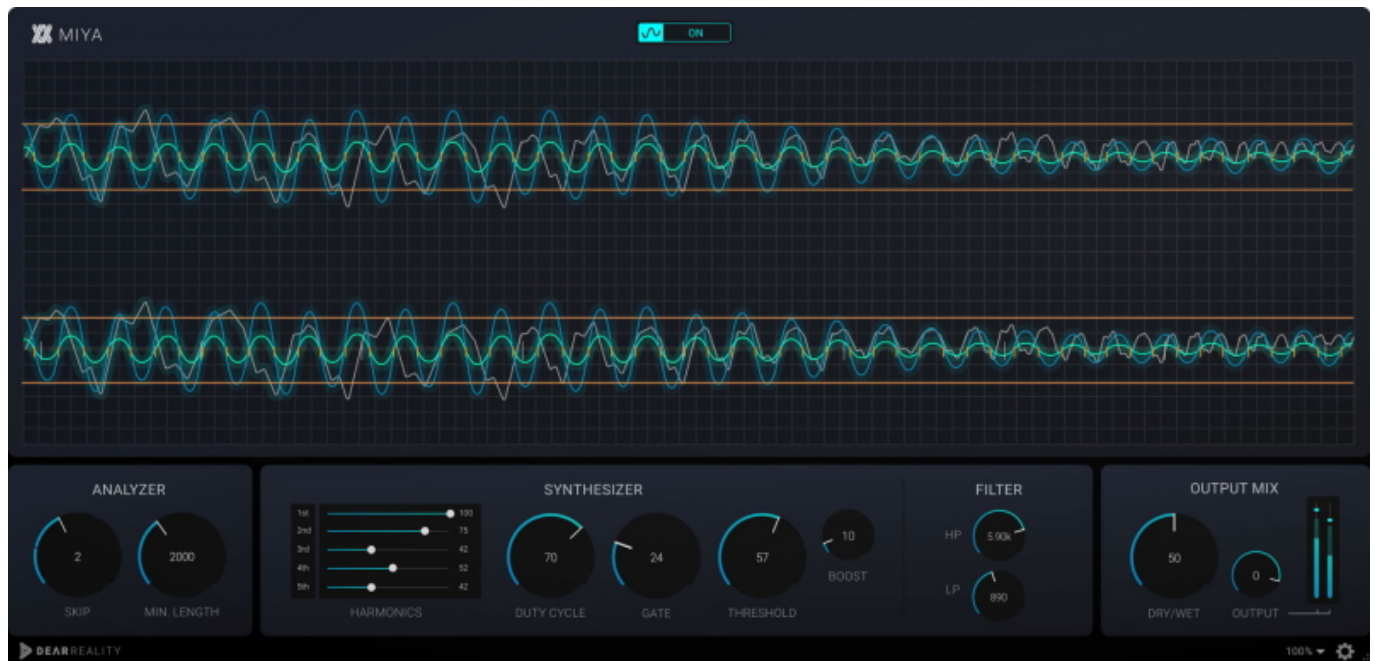 MIYA
ON
ANALYZER
2
SKIP
2000
MIN. LENGTH
SYNTHESIZER
1st 100
2nd 75
3rd 42
4th 52
5th 42
HARMONICS
70
DUTY CYCLE
24
GATE
57
THRESHOLD
10
BOOST
FILTER
HP 5.90k
LP 890
OUTPUT MIX
50
DRY/WET
0
OUTPUT
DEARREALITY
100%